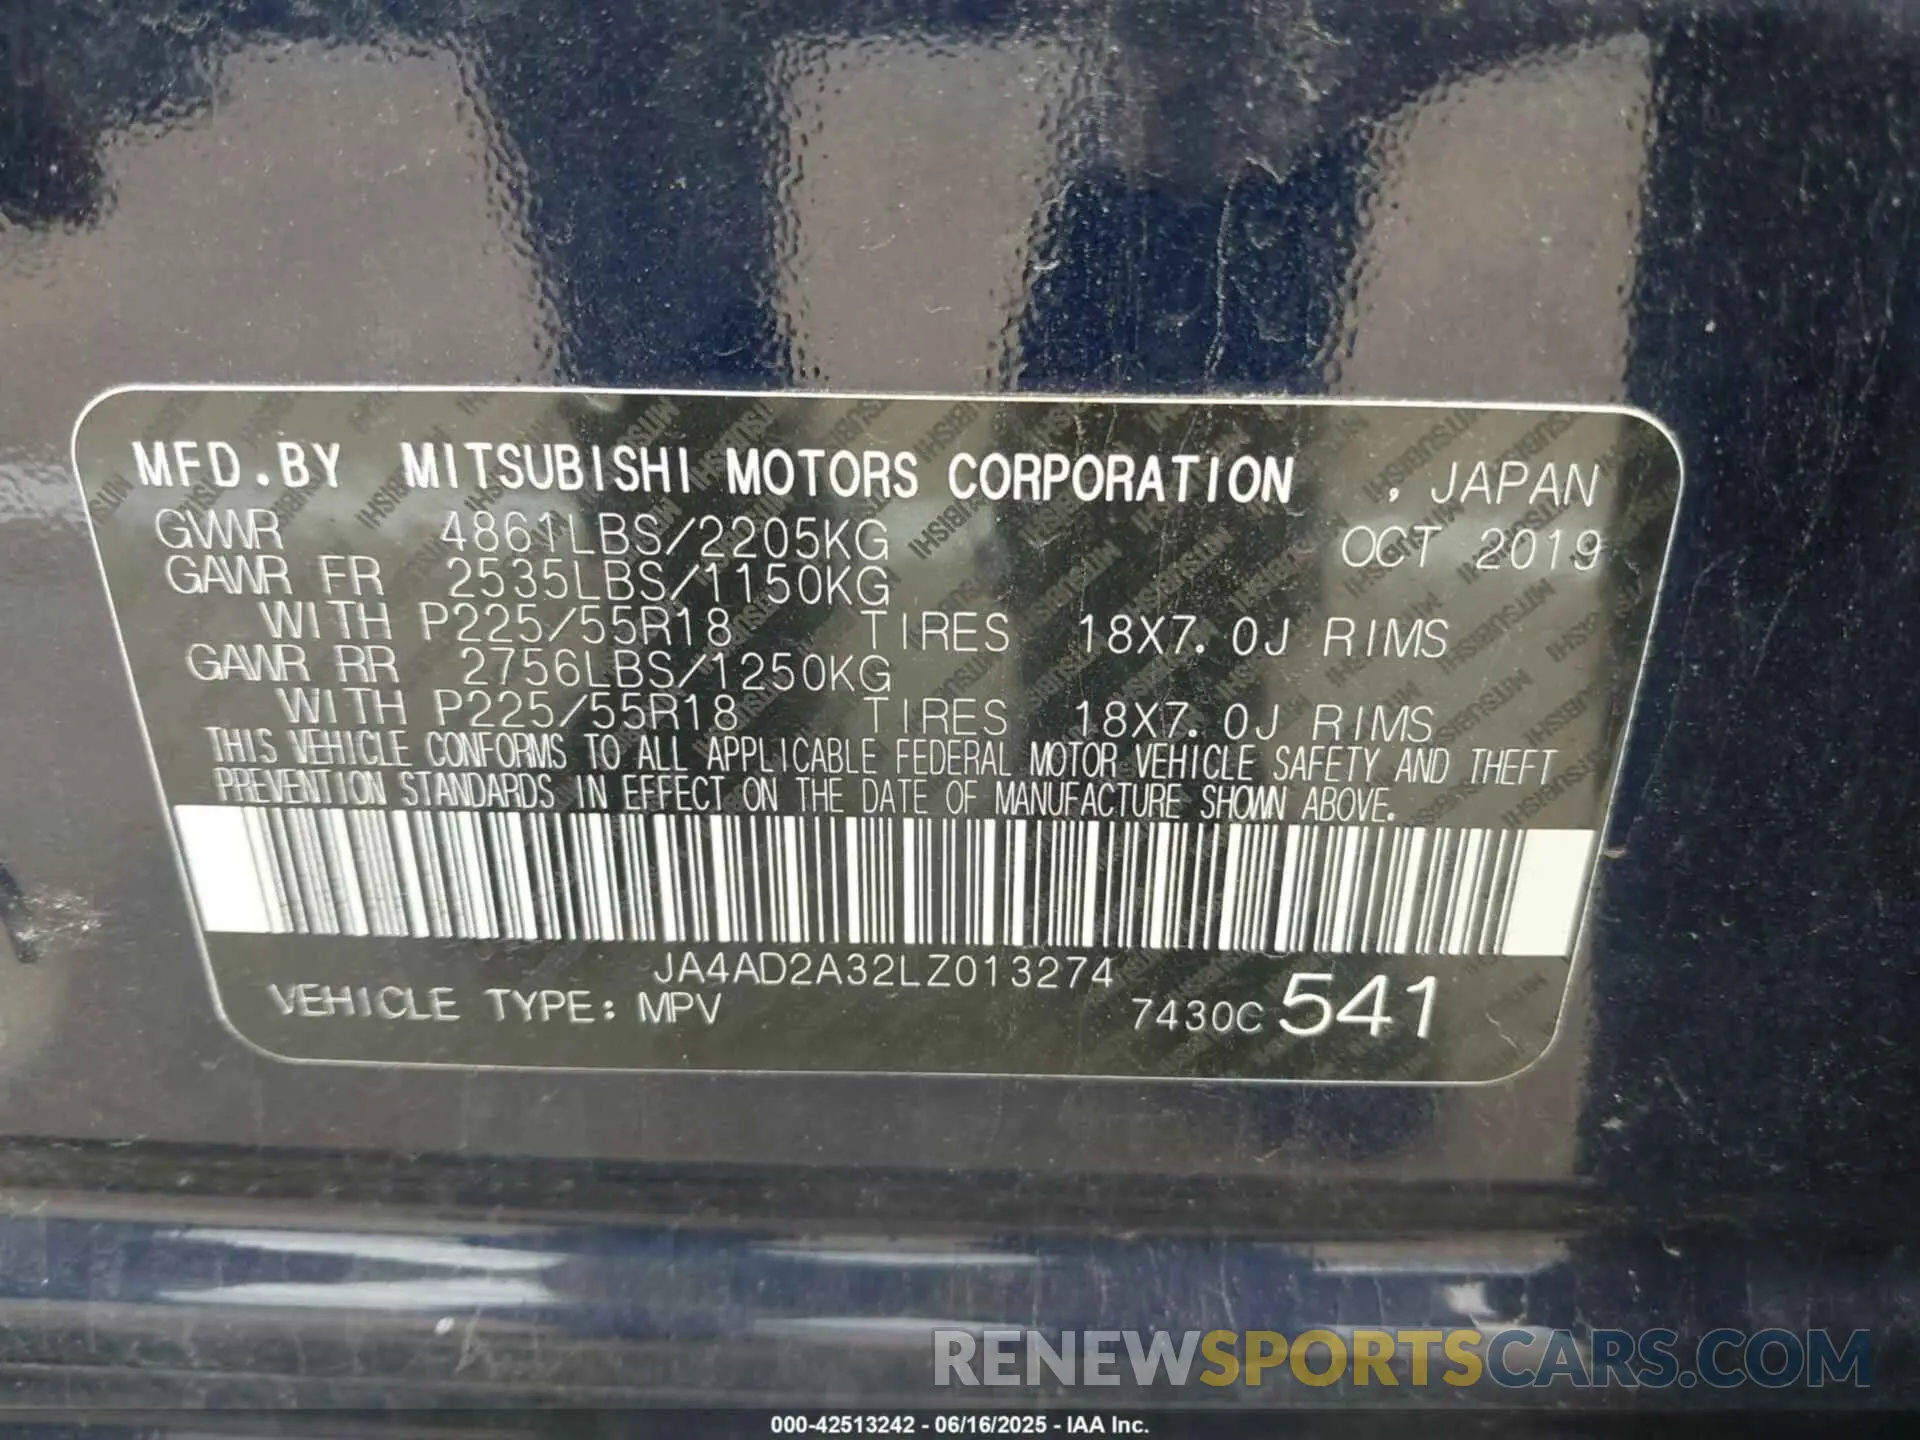 MFD.BY MITSUBISHI MOTORS CORPORATION , JAPAN
GVWR 4861LBS/2205KG OCT 2019
GAWR FR 2535LBS/1150KG
WITH P225/55R18 TIRES 18X7.0J RIMS
GAWR RR 2756LBS/1250KG
WITH P225/55R18 TIRES 18X7.0J RIMS
THIS VEHICLE CONFORMS TO ALL APPLICABLE FEDERAL MOTOR VEHICLE SAFETY AND THEFT
PREVENTION STANDARDS IN EFFECT ON THE DATE OF MANUFACTURE SHOWN ABOVE.
JA4AD2A32LZ013274
VEHICLE TYPE: MPV 7430C 541
RENEWSPORTSCARS.COM
000-42513242 - 06/16/2025 - IAA Inc.